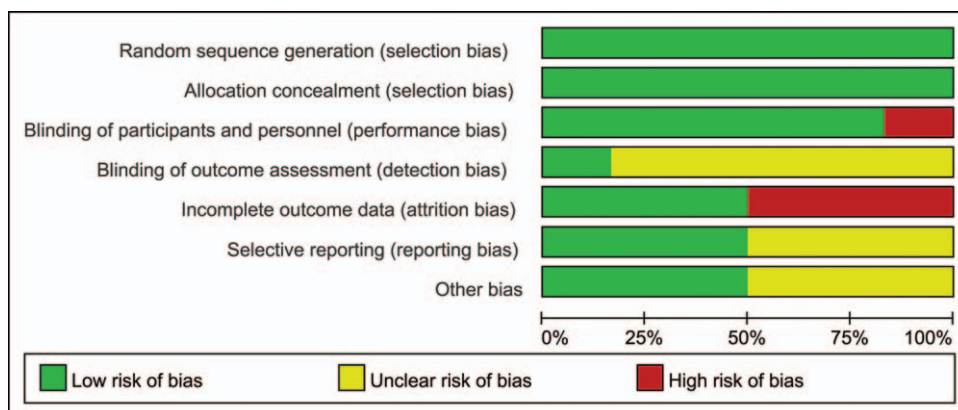 Random sequence generation (selection bias)
Allocation concealment (selection bias)
Blinding of participants and personnel (performance bias)
Blinding of outcome assessment (detection bias)
Incomplete outcome data (attrition bias)
Selective reporting (reporting bias)
Other bias
0% 25% 50% 75% 100%
Low risk of bias Unclear risk of bias High risk of bias